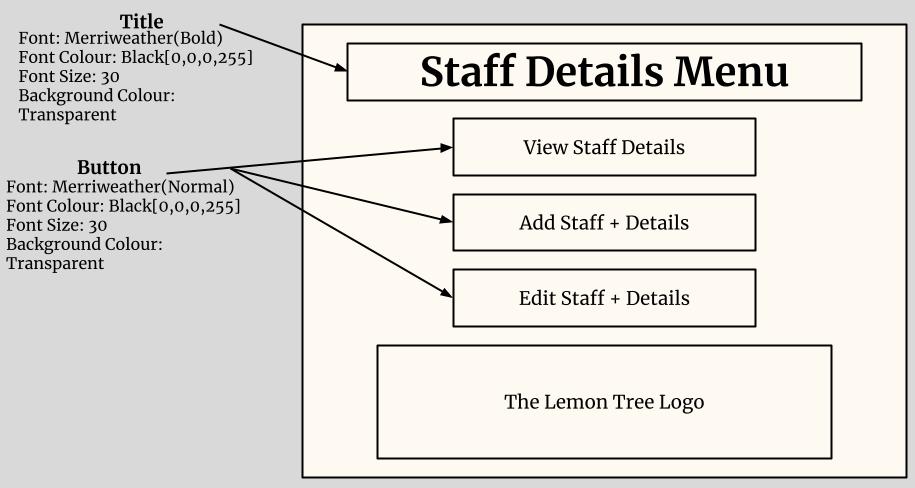 Title
Font: Merriweather(Bold)
Font Colour: Black[0,0,0,255]
Font Size: 30
Background Colour:
Transparent
Button
Font: Merriweather(Normal)
Font Colour: Black[0,0,0,255]
Font Size: 30
Background Colour:
Transparent
Staff Details Menu
View Staff Details
Add Staff + Details
Edit Staff + Details
The Lemon Tree Logo